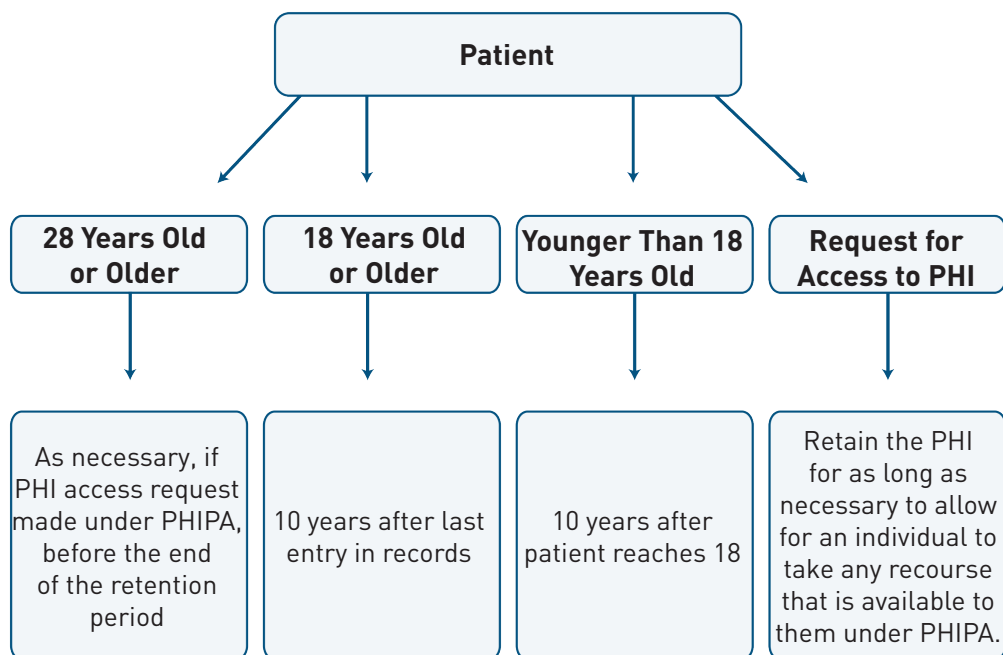 Patient
28 Years Old
or Older
18 Years Old
or Older
Younger Than 18
Years Old
Request for
Access to PHI
As necessary, if
PHI access request
made under PHIPA,
before the end
of the retention
period
10 years after last
entry in records
10 years after
patient reaches 18
Retain the PHI
for as long as
necessary to allow
for an individual to
take any recourse
that is available to
them under PHIPA.